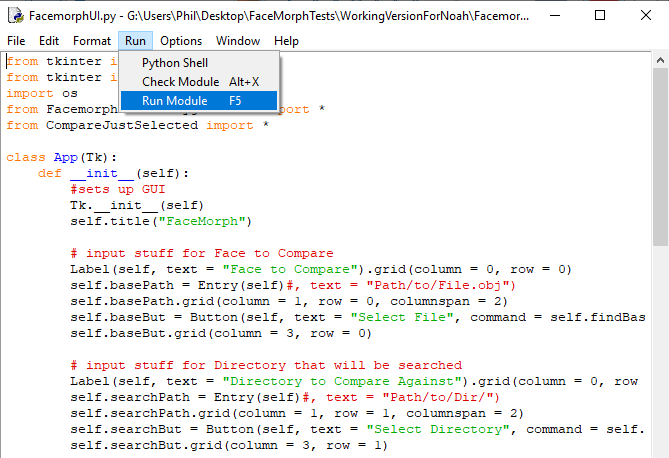 FacemorphUI.py - G:\Users\Phil\Desktop\FaceMorphTests\WorkingVersionForNoah\Facemor...
File Edit Format Run Options Window Help
Python Shell
Check Module Alt+X
Run Module F5
from tkinter i
from tkinter i
import os
from Facemorph port *
from CompareJustSelected import *
class App(Tk):
def __init__(self):
#sets up GUI
Tk.__init__(self)
self.title("FaceMorph")
# input stuff for Face to Compare
Label(self, text = "Face to Compare").grid(column = 0, row = 0)
self.basePath = Entry(self)#, text = "Path/to/File.obj")
self.basePath.grid(column = 1, row = 0, columnspan = 2)
self.baseBut = Button(self, text = "Select File", command = self.findBas
self.baseBut.grid(column = 3, row = 0)
# input stuff for Directory that will be searched
Label(self, text = "Directory to Compare Against").grid(column = 0, row
self.searchPath = Entry(self)#, text = "Path/to/Dir/")
self.searchPath.grid(column = 1, row = 1, columnspan = 2)
self.searchBut = Button(self, text = "Select Directory", command = self.
self.searchBut.grid(column = 3, row = 1)